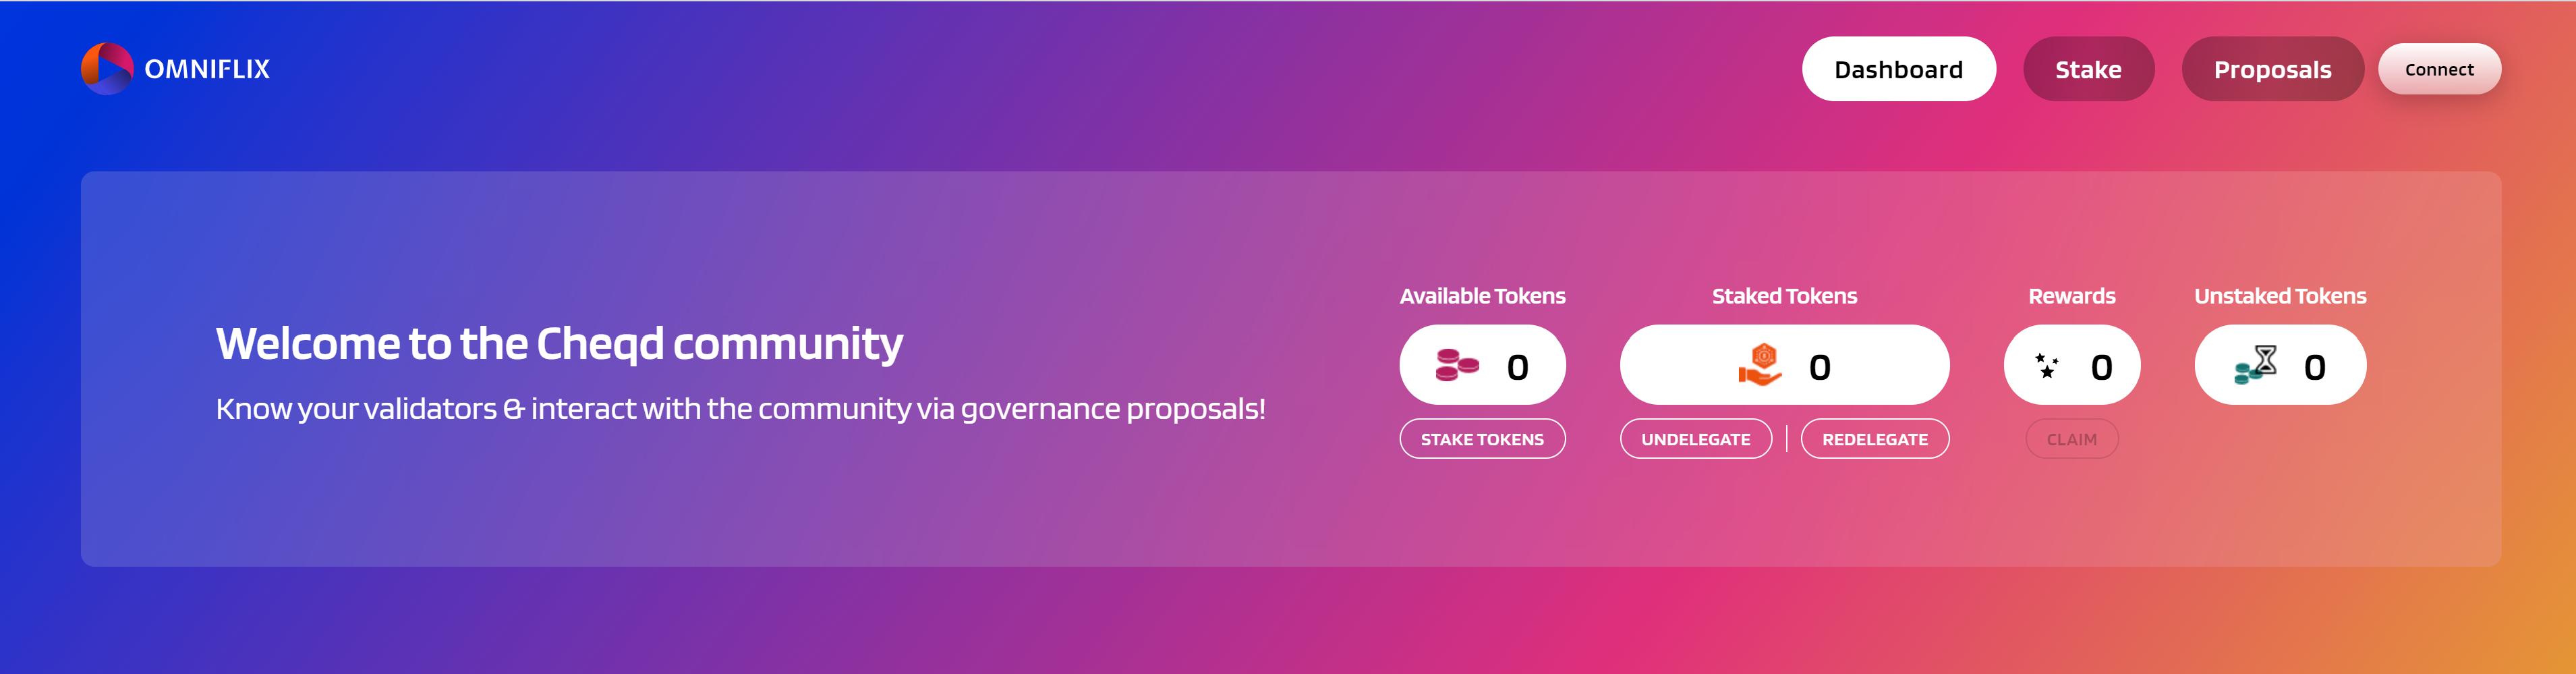 OMNIFLIX
Dashboard
Stake
Proposals
Connect
Welcome to the Cheqd community
Know your validators & interact with the community via governance proposals!
Available Tokens
0
STAKE TOKENS
Staked Tokens
0
UNDELEGATE
REDELEGATE
Rewards
0
CLAIM
Unstaked Tokens
0